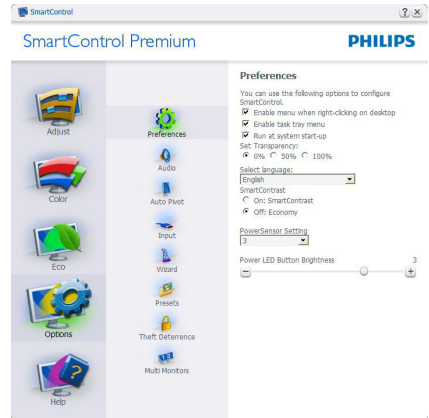 SmartControl
SmartControl Premium
PHILIPS
Adjust
Color
Eco
Options
Help
Preferences
Audio
Auto Pivot
Input
Wizard
Presets
Theft Deterrence
Multi Monitors
Preferences
You can use the following options to configure
SmartControl.
Enable menu when right-clicking on desktop
Enable task tray menu
Run at system start-up
Set Transparency:
0% 50% 100%
Select language:
English
SmartContrast
On: SmartContrast
Off: Economy
PowerSensor Setting
3
Power LED Button Brightness 3